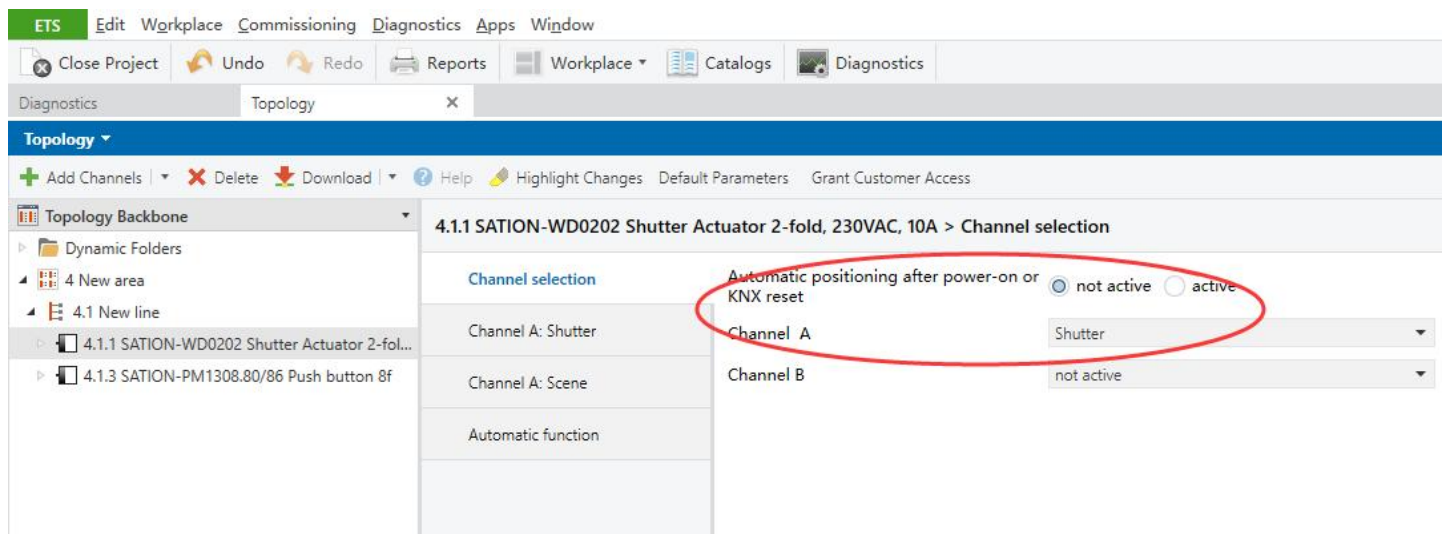 ETS Edit Workplace Commissioning Diagnostics Apps Window
Close Project Undo Redo Reports Workplace Catalogs Diagnostics
Diagnostics Topology
Topology
Add Channels Delete Download Help Highlight Changes Default Parameters Grant Customer Access
Topology Backbone
Dynamic Folders
4 New area
4.1 New line
4.1.1 SATION-WD0202 Shutter Actuator 2-fol...
4.1.3 SATION-PM1308.80/86 Push button 8f
4.1.1 SATION-WD0202 Shutter Actuator 2-fold, 230VAC, 10A > Channel selection
Channel selection
Channel A: Shutter
Channel A: Scene
Automatic function
Automatic positioning after power-on or
KNX reset
not active active
Channel A Shutter
Channel B not active